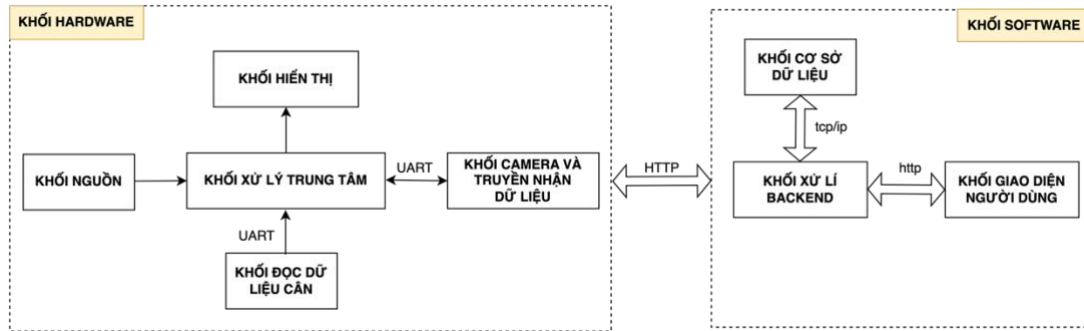 KHỐI HARDWARE
KHỐI HIỂN THỊ
KHỐI NGUỒN
KHỐI XỬ LÝ TRUNG TÂM
UART
KHỐI CAMERA VÀ
TRUYỀN NHẬN
DỮ LIỆU
UART
KHỐI ĐỌC DỮ
LIỆU CÂN
HTTP
KHỐI SOFTWARE
KHỐI CƠ SỞ
DỮ LIỆU
tcp/ip
KHỐI XỬ LÍ
BACKEND
http
KHỐI GIAO DIỆN
NGƯỜI DÙNG